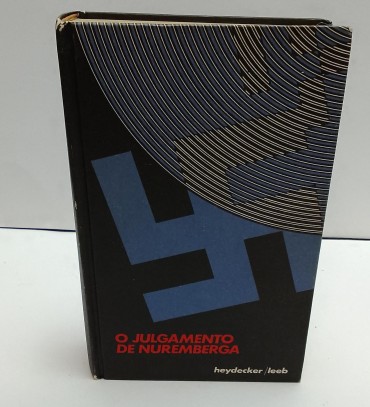 O JULGAMENTO
DE NUREMBERGA
heydecker/leeb